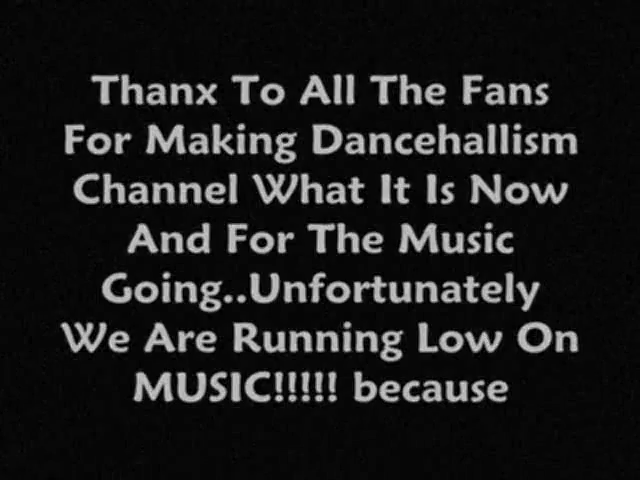 Thanx To All The Fans
For Making Dancehallism
Channel What It Is Now
And For The Music
Going..Unfortunately
We Are Running Low On
MUSIC!!!!! because